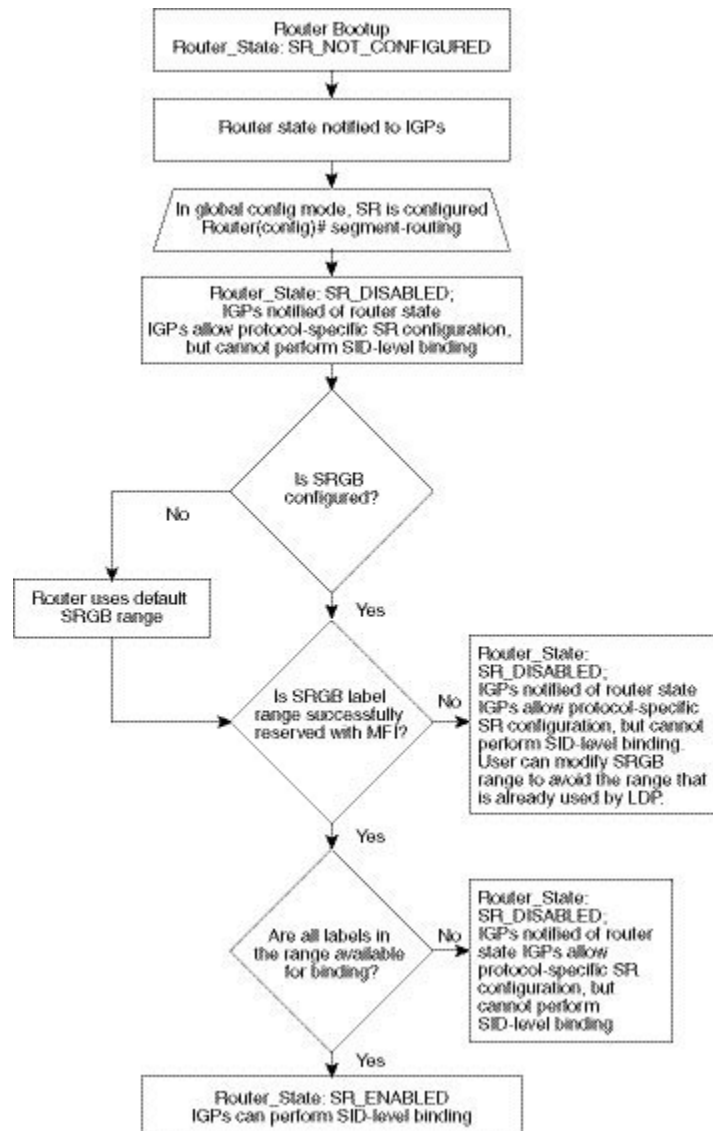 Router Bootup
Router_State: SR_NOT_CONFIGURED
Router state notified to IGPs
In global config mode, SR is configured
Router(config)# segment-routing
Router_State: SR_DISABLED;
IGPs notified of router state
IGPs allow protocol-specific SR configuration,
but cannot perform SID-level binding
Is SRGB
configured?
No
Router uses default
SRGB range
Yes
Is SRGB label
range successfully
reserved with MFI?
No
Router_State:
SR_DISABLED;
IGPs notified of router state
IGPs allow protocol-specific
SR configuration, but cannot
perform SID-level binding.
User can modify SRGB
range to avoid the range that
is already used by LDP.
Yes
Are all labels in
the range available
for binding?
No
Router_State:
SR_DISABLED;
IGPs notified of router
state IGPs allow
protocol-specific SR
configuration, but
cannot perform
SID-level binding
Yes
Router_State: SR_ENABLED
IGPs can perform SID-level binding